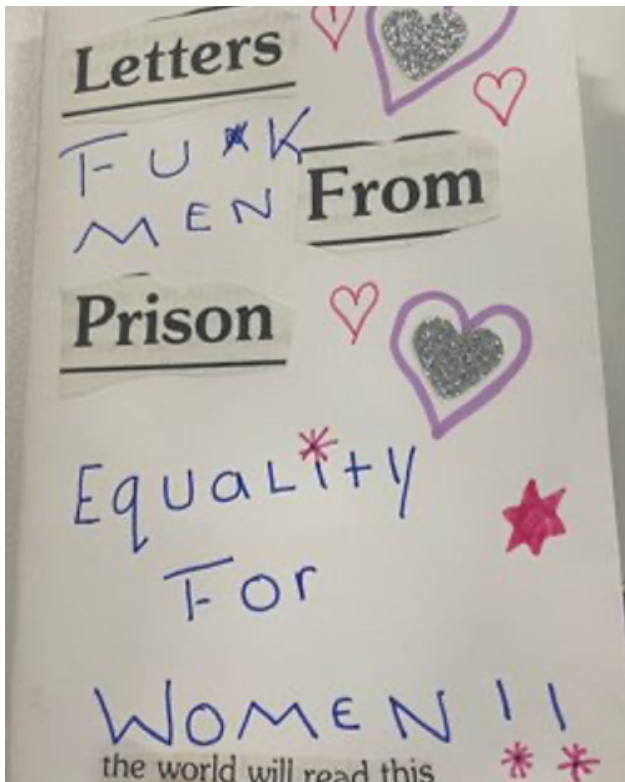 Letters
FU*K
MEN From
Prison
Equality
For
WOMEN!!
the world will read this